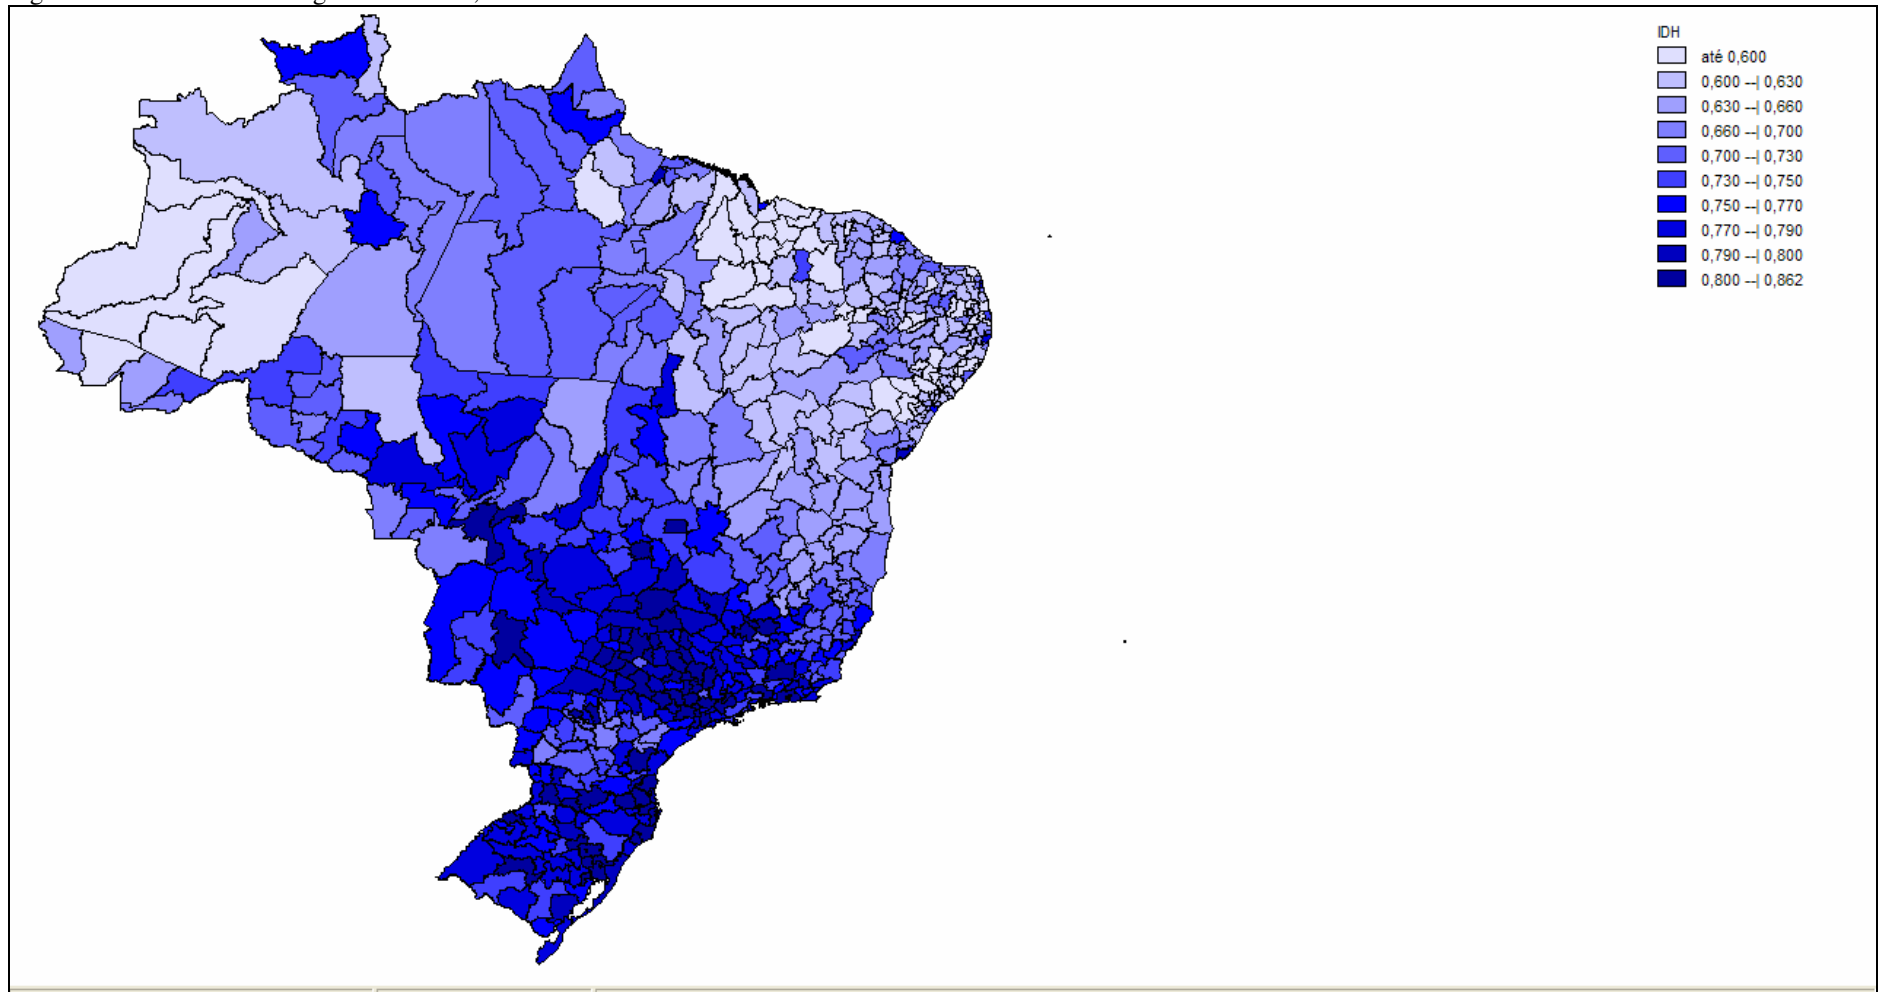 IDH
até 0,600
0,600 --| 0,630
0,630 --| 0,660
0,660 --| 0,700
0,700 --| 0,730
0,730 --| 0,750
0,750 --| 0,770
0,770 --| 0,790
0,790 --| 0,800
0,800 --| 0,862